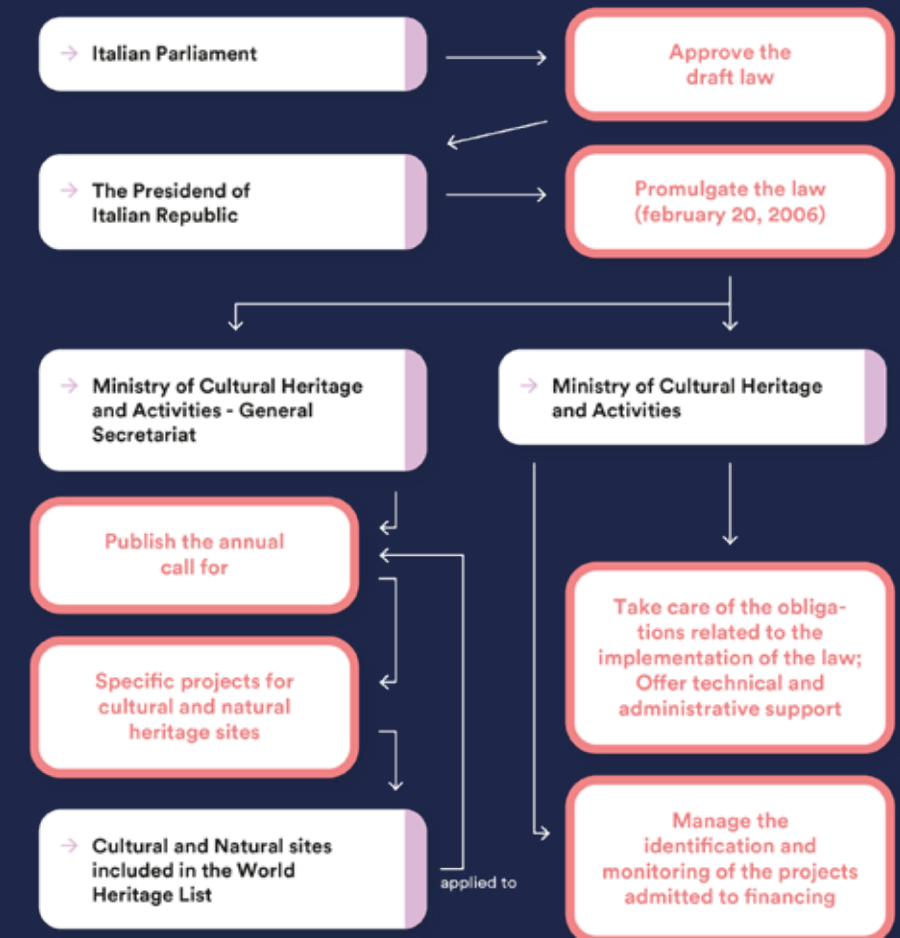 → Italian Parliament
Approve the
draft law
→ The Presidend of
Italian Republic
Promulgate the law
(february 20, 2006)
→ Ministry of Cultural Heritage
and Activities - General
Secretariat
→ Ministry of Cultural Heritage
and Activities
Publish the annual
call for
Specific projects for
cultural and natural
heritage sites
→ Cultural and Natural sites
included in the World
Heritage List
applied to
Take care of the obliga-
tions related to the
implementation of the law;
Offer technical and
administrative support
Manage the
identification and
monitoring of the projects
admitted to financing